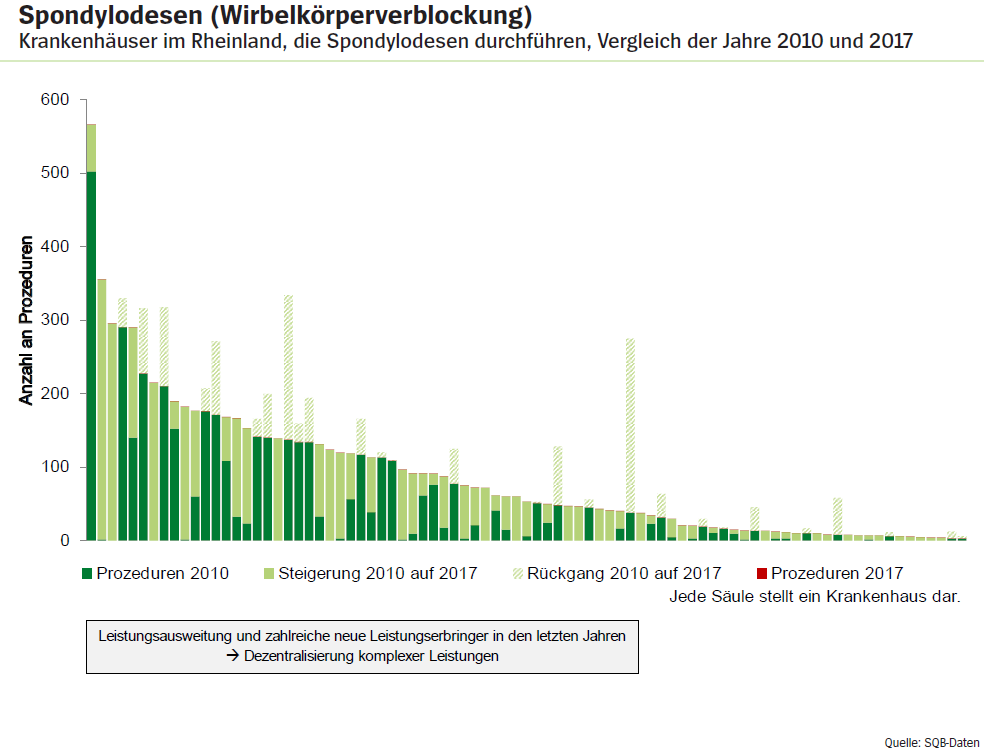 Spondylodesen (Wirbelkörperverblockung)
Krankenhäuser im Rheinland, die Spondylodesen durchführen, Vergleich der Jahre 2010 und 2017
600
500
400
300
200
100
0
Anzahl an Prozeduren
Prozeduren 2010 Steigerung 2010 auf 2017 Rückgang 2010 auf 2017 Prozeduren 2017
Jede Säule stellt ein Krankenhaus dar.
Leistungsausweitung und zahlreiche neue Leistungserbringer in den letzten Jahren
→ Dezentralisierung komplexer Leistungen
Quelle: SQB-Daten